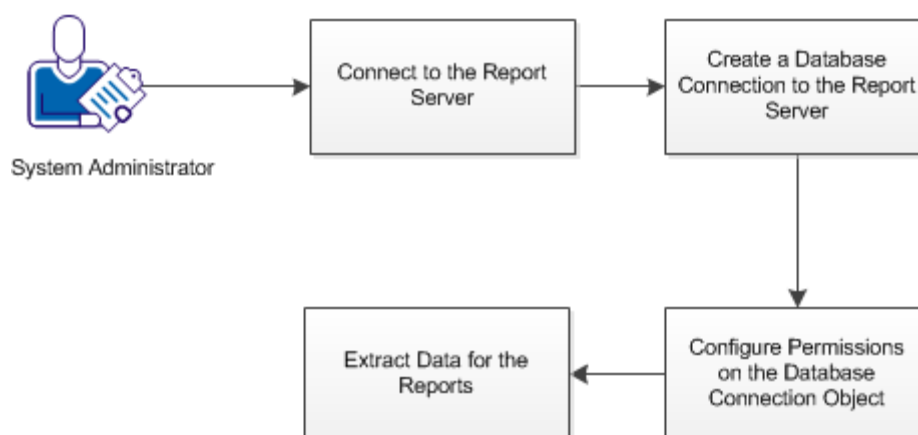 System Administrator
Connect to the Report
Server
Create a Database
Connection to the Report
Server
Configure Permissions
on the Database
Connection Object
Extract Data for the
Reports